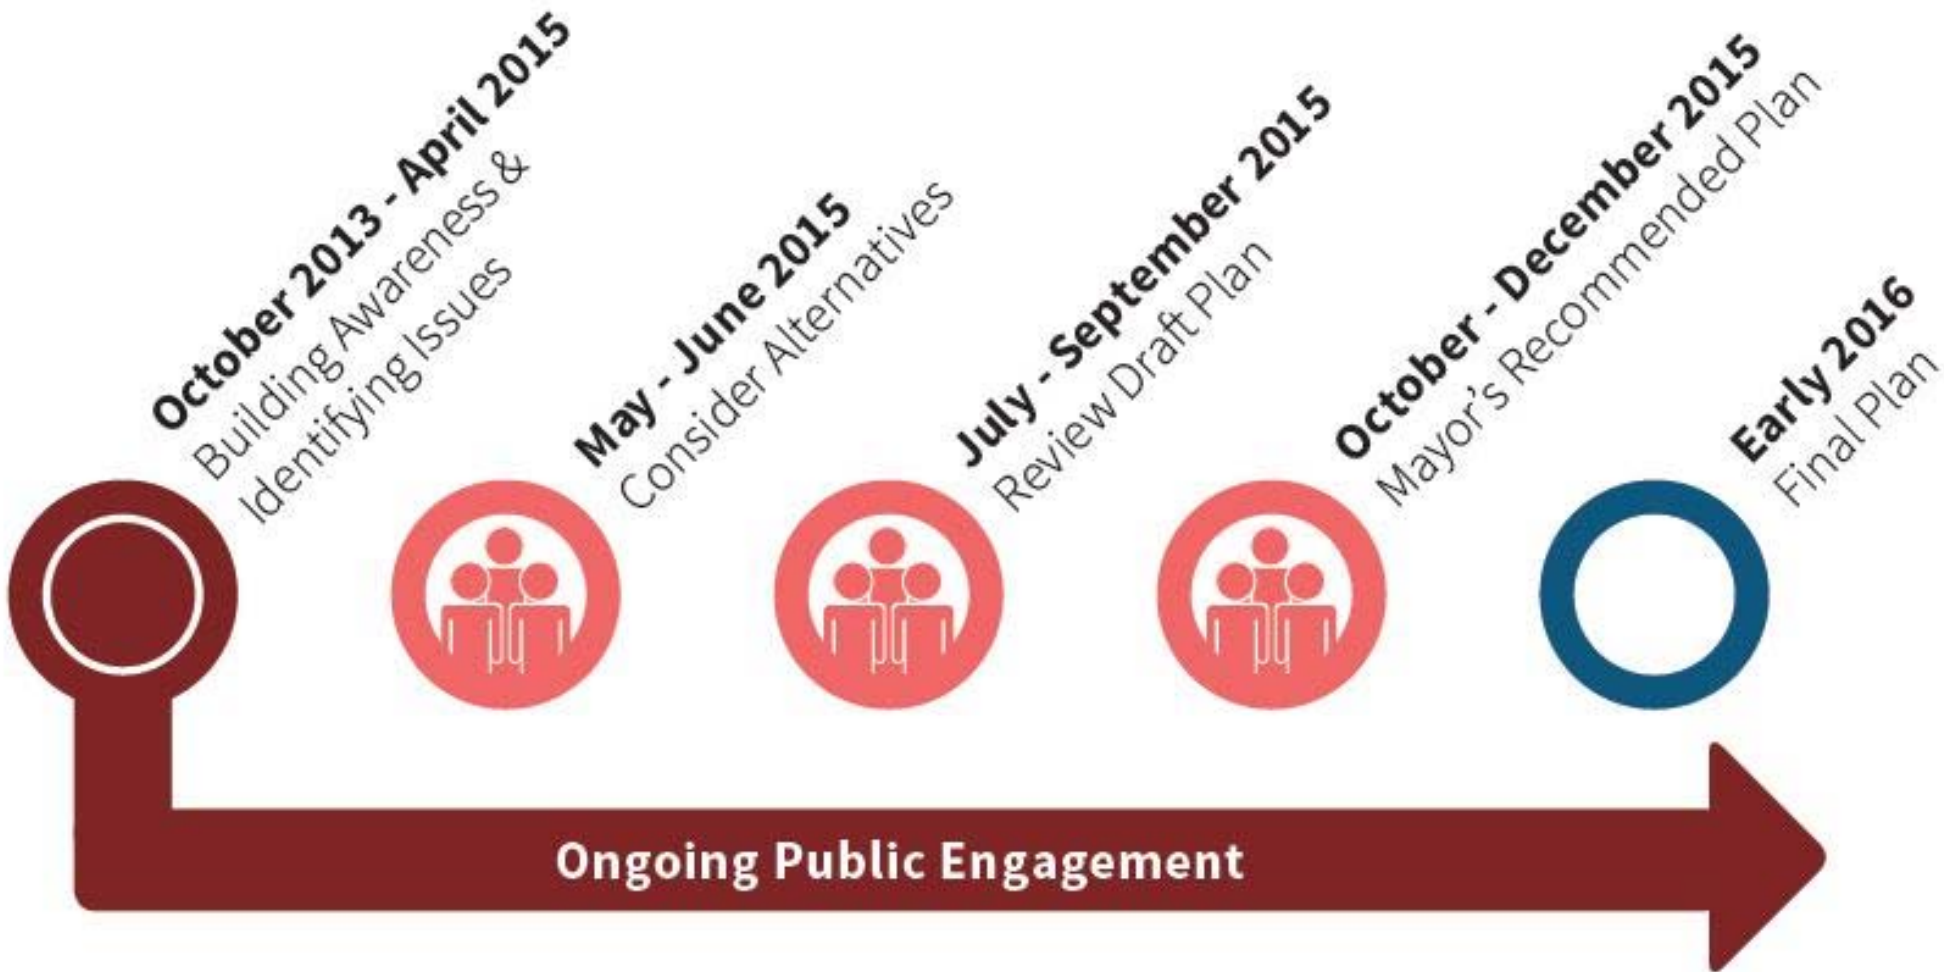 October 2013 - April 2015
Building Awareness &
Identifying Issues
May - June 2015
Consider Alternatives
July - September 2015
Review Draft Plan
October - December 2015
Mayor's Recommended Plan
Early 2016
Final Plan
Ongoing Public Engagement